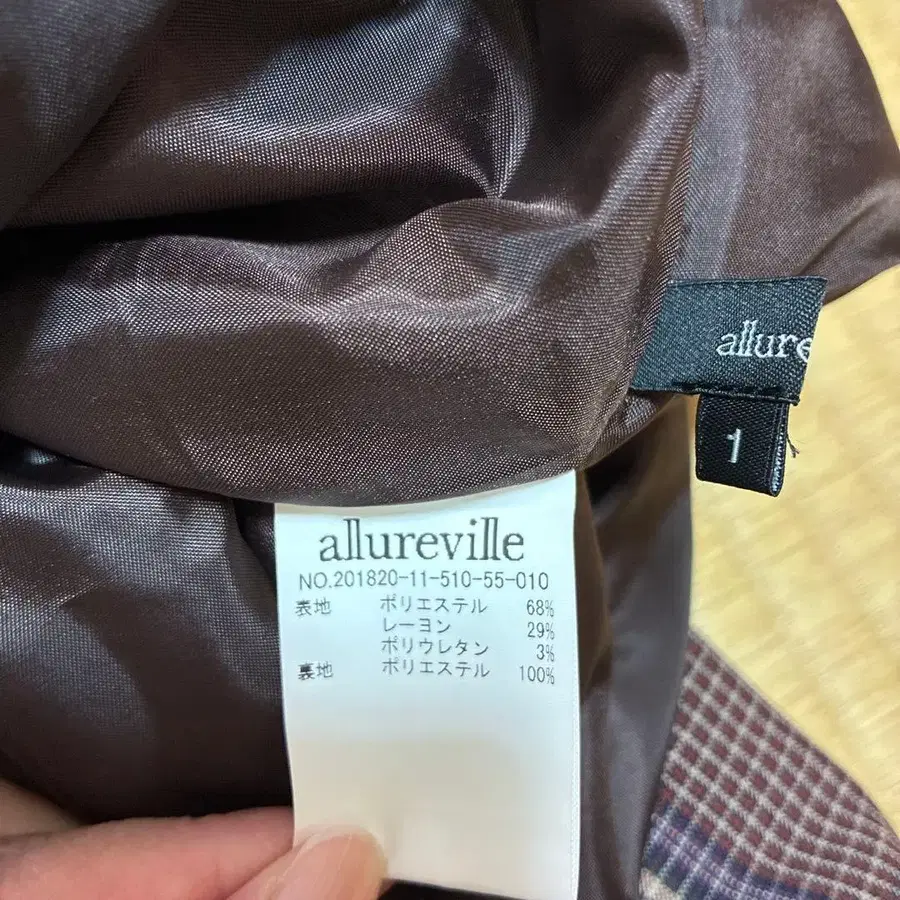 allure
1
allureville
NO.201820-11-510-55-010
表地 ポリエステル 68%
レーヨン 29%
ポリウレタン 3%
裏地 ポリエステル 100%